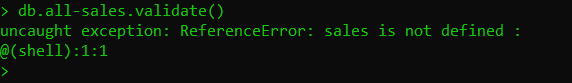 > db.all-sales.validate()
uncaught exception: ReferenceError: sales is not defined :
@(shell):1:1
>